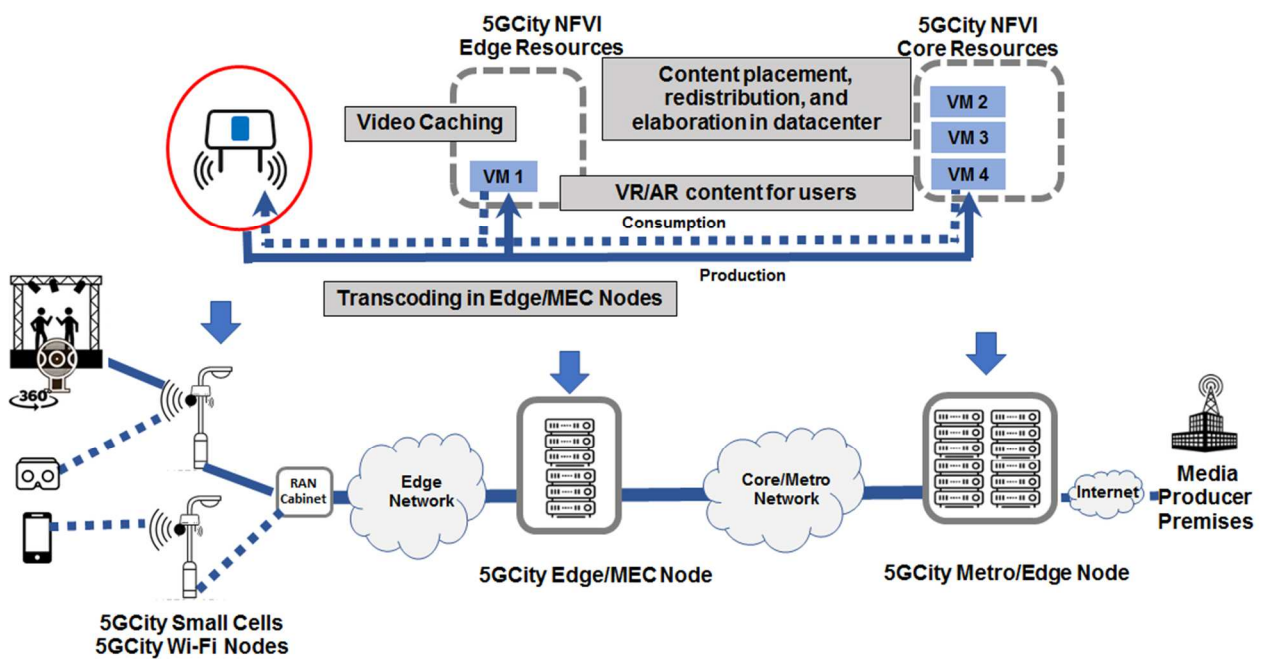 5GCity NFVI
Edge Resources
5GCity NFVI
Core Resources
Content placement,
redistribution, and
elaboration in datacenter
Video Caching
VM 1
VM 2
VM 3
VM 4
VR/AR content for users
Consumption
Production
Transcoding in Edge/MEC Nodes
360°
RAN
Cabinet
Edge
Network
Core/Metro
Network
Internet
Media
Producer
Premises
5GCity Edge/MEC Node
5GCity Metro/Edge Node
5GCity Small Cells
5GCity Wi-Fi Nodes